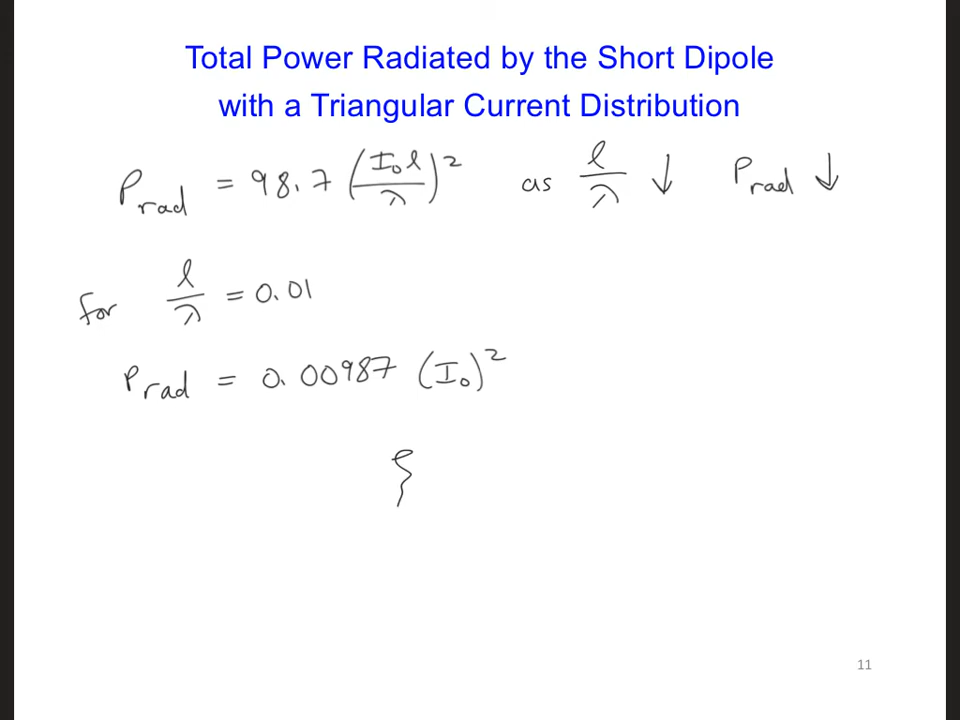 Total Power Radiated by the Short Dipole
with a Triangular Current Distribution
P_rad = 98.7 (I₀ l / λ)² as l / λ ↓ P_rad ↓
for l / λ = 0.01
P_rad = 0.00987 (I₀)²
11